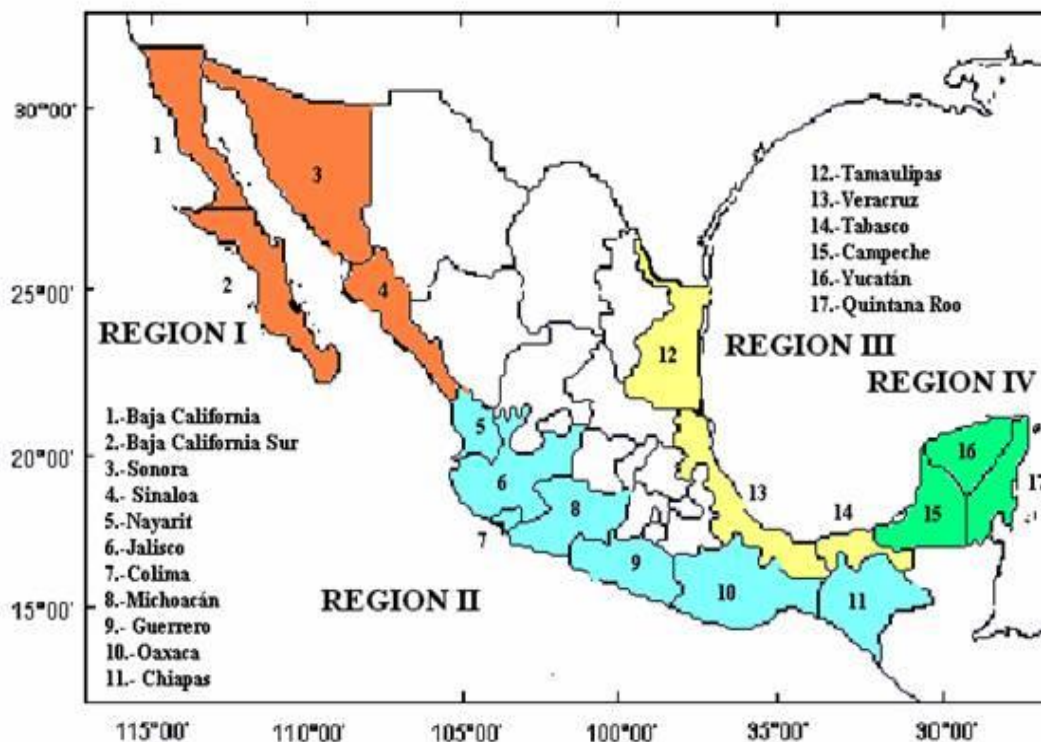 30°00'
25°00'
20°00'
15°00'
115°00'
110°00'
105°00'
100°00'
95°00'
90°00'
1
2
3
4
5
6
7
8
9
10
11
12
13
14
15
16
17
REGION I
REGION II
REGION III
REGION IV
1.-Baja California
2.-Baja California Sur
3.-Sonora
4.- Sinaloa
5.-Nayarit
6.-Jalisco
7.-Colima
8.-Michoacán
9.- Guerrero
10.-Oaxaca
11.- Chiapas
12.-Tamaulipas
13.-Veracruz
14.-Tabasco
15.-Campeche
16.-Yucatán
17.-Quintana Roo